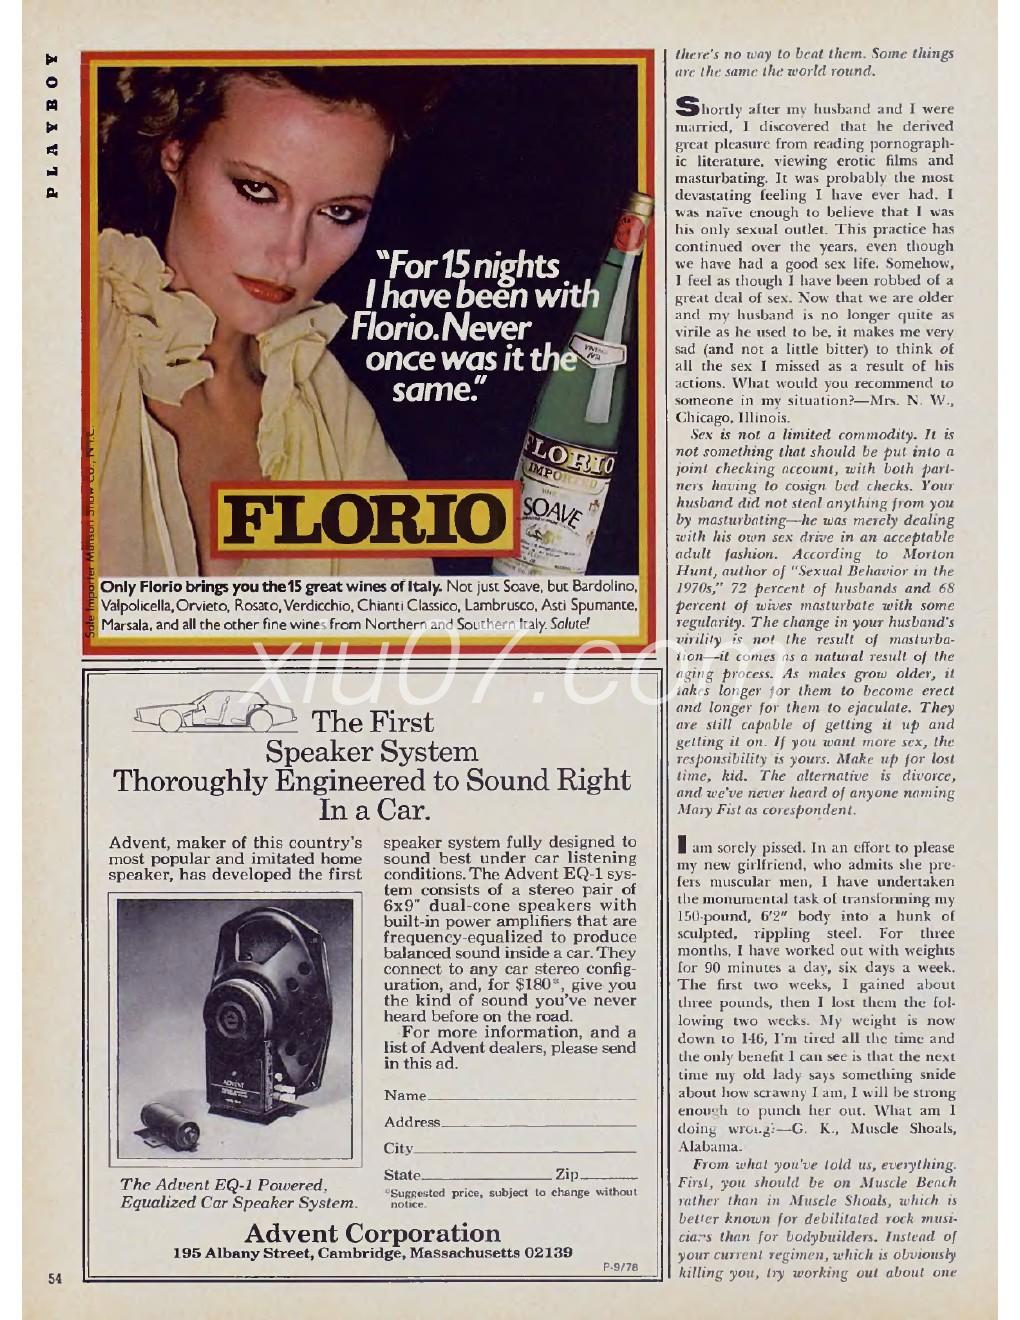 PLAYBOY
"For 15 nights
I have been with
Florio. Never
once was it the
same."
FLORIO
IMPORTED
SOAVE
FLORIO
Only Florio brings you the 15 great wines of Italy. Not just Soave, but Bardolino,
Valpolicella, Orvieto, Rosato, Verdicchio, Chianti Classico, Lambrusco, Asti Spumante,
Marsala, and all the other fine wines from Northern and Southern Italy. Salute!
Sole Importer Munson Shaw Co., N.Y.C.
xiu07.com
The First
Speaker System
Thoroughly Engineered to Sound Right
In a Car.
Advent, maker of this country's
most popular and imitated home
speaker, has developed the first
speaker system fully designed to
sound best under car listening
conditions. The Advent EQ-1 sys-
tem consists of a stereo pair of
6x9" dual-cone speakers with
built-in power amplifiers that are
frequency-equalized to produce
balanced sound inside a car. They
connect to any car stereo config-
uration, and, for $180*, give you
the kind of sound you've never
heard before on the road.
For more information, and a
list of Advent dealers, please send
in this ad.
Name
Address
City
State Zip
*Suggested price, subject to change without
notice.
ADVENT
The Advent EQ-1 Powered,
Equalized Car Speaker System.
Advent Corporation
195 Albany Street, Cambridge, Massachusetts 02139
P-9/78
54
there's no way to beat them. Some things
are the same the world round.
Shortly after my husband and I were
married, I discovered that he derived
great pleasure from reading pornograph-
ic literature, viewing erotic films and
masturbating. It was probably the most
devastating feeling I have ever had. I
was naïve enough to believe that I was
his only sexual outlet. This practice has
continued over the years, even though
we have had a good sex life. Somehow,
I feel as though I have been robbed of a
great deal of sex. Now that we are older
and my husband is no longer quite as
virile as he used to be, it makes me very
sad (and not a little bitter) to think of
all the sex I missed as a result of his
actions. What would you recommend to
someone in my situation?—Mrs. N. W.,
Chicago, Illinois.
Sex is not a limited commodity. It is
not something that should be put into a
joint checking account, with both part-
ners having to cosign bed checks. Your
husband did not steal anything from you
by masturbating—he was merely dealing
with his own sex drive in an acceptable
adult fashion. According to Morton
Hunt, author of "Sexual Behavior in the
1970s," 72 percent of husbands and 68
percent of wives masturbate with some
regularity. The change in your husband's
virility is not the result of masturba-
tion—it comes as a natural result of the
aging process. As males grow older, it
takes longer for them to become erect
and longer for them to ejaculate. They
are still capable of getting it up and
getting it on. If you want more sex, the
responsibility is yours. Make up for lost
time, kid. The alternative is divorce,
and we've never heard of anyone naming
Mary Fist as corespondent.
I am sorely pissed. In an effort to please
my new girlfriend, who admits she pre-
fers muscular men, I have undertaken
the monumental task of transforming my
150-pound, 6'2" body into a hunk of
sculpted, rippling steel. For three
months, I have worked out with weights
for 90 minutes a day, six days a week.
The first two weeks, I gained about
three pounds, then I lost them the fol-
lowing two weeks. My weight is now
down to 146, I'm tired all the time and
the only benefit I can see is that the next
time my old lady says something snide
about how scrawny I am, I will be strong
enough to punch her out. What am I
doing wrong?—G. K., Muscle Shoals,
Alabama.
From what you've told us, everything.
First, you should be on Muscle Beach
rather than in Muscle Shoals, which is
better known for debilitated rock musi-
cians than for bodybuilders. Instead of
your current regimen, which is obviously
killing you, try working out about one